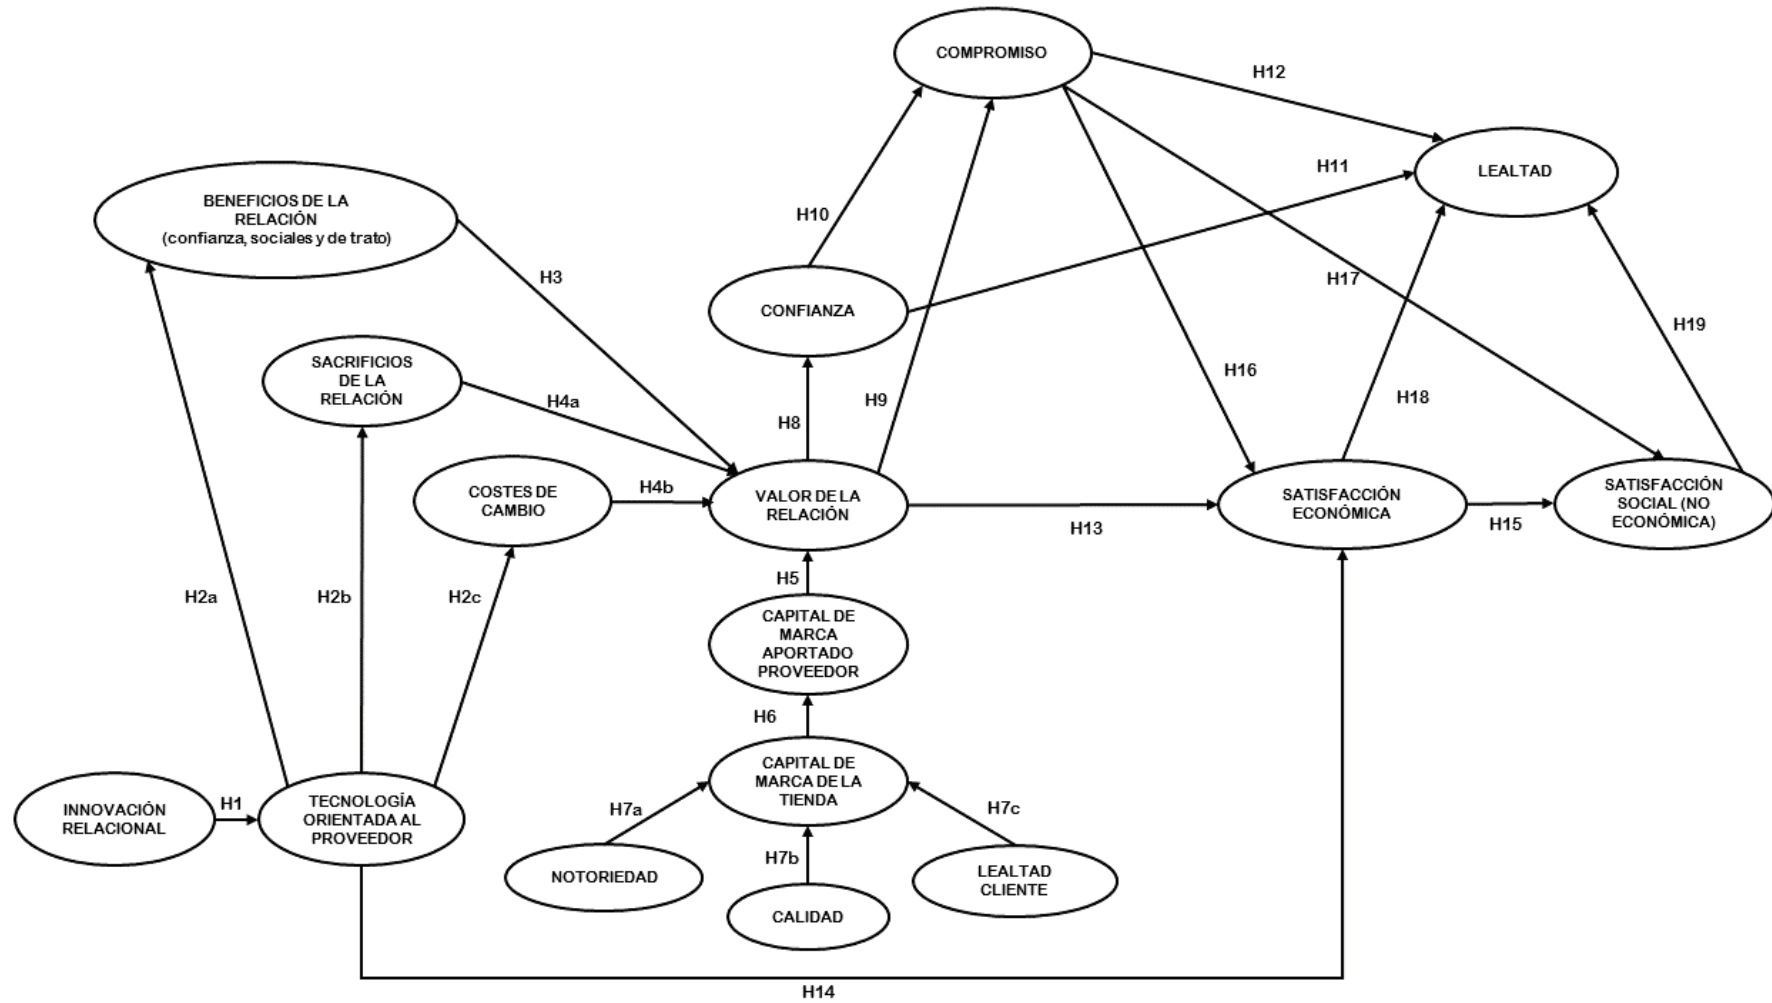 COMPROMISO
H12
LEALTAD
H11
H10
BENEFICIOS DE LA
RELACIÓN
(confianza, sociales y de trato)
H3
H17
CONFIANZA
H19
SACRIFICIOS
DE LA
RELACIÓN
H4a
H9
H16
H18
H8
COSTES DE
CAMBIO
H4b
VALOR DE LA
RELACIÓN
H13
SATISFACCIÓN
ECONÓMICA
H15
SATISFACCIÓN
SOCIAL (NO
ECONÓMICA)
H2a
H2b
H2c
H5
CAPITAL DE
MARCA
APORTADO
PROVEEDOR
H6
CAPITAL DE
MARCA DE LA
TIENDA
INNOVACIÓN
RELACIONAL
H1
TECNOLOGÍA
ORIENTADA AL
PROVEEDOR
H7a
H7c
H7b
NOTORIEDAD
LEALTAD
CLIENTE
CALIDAD
H14